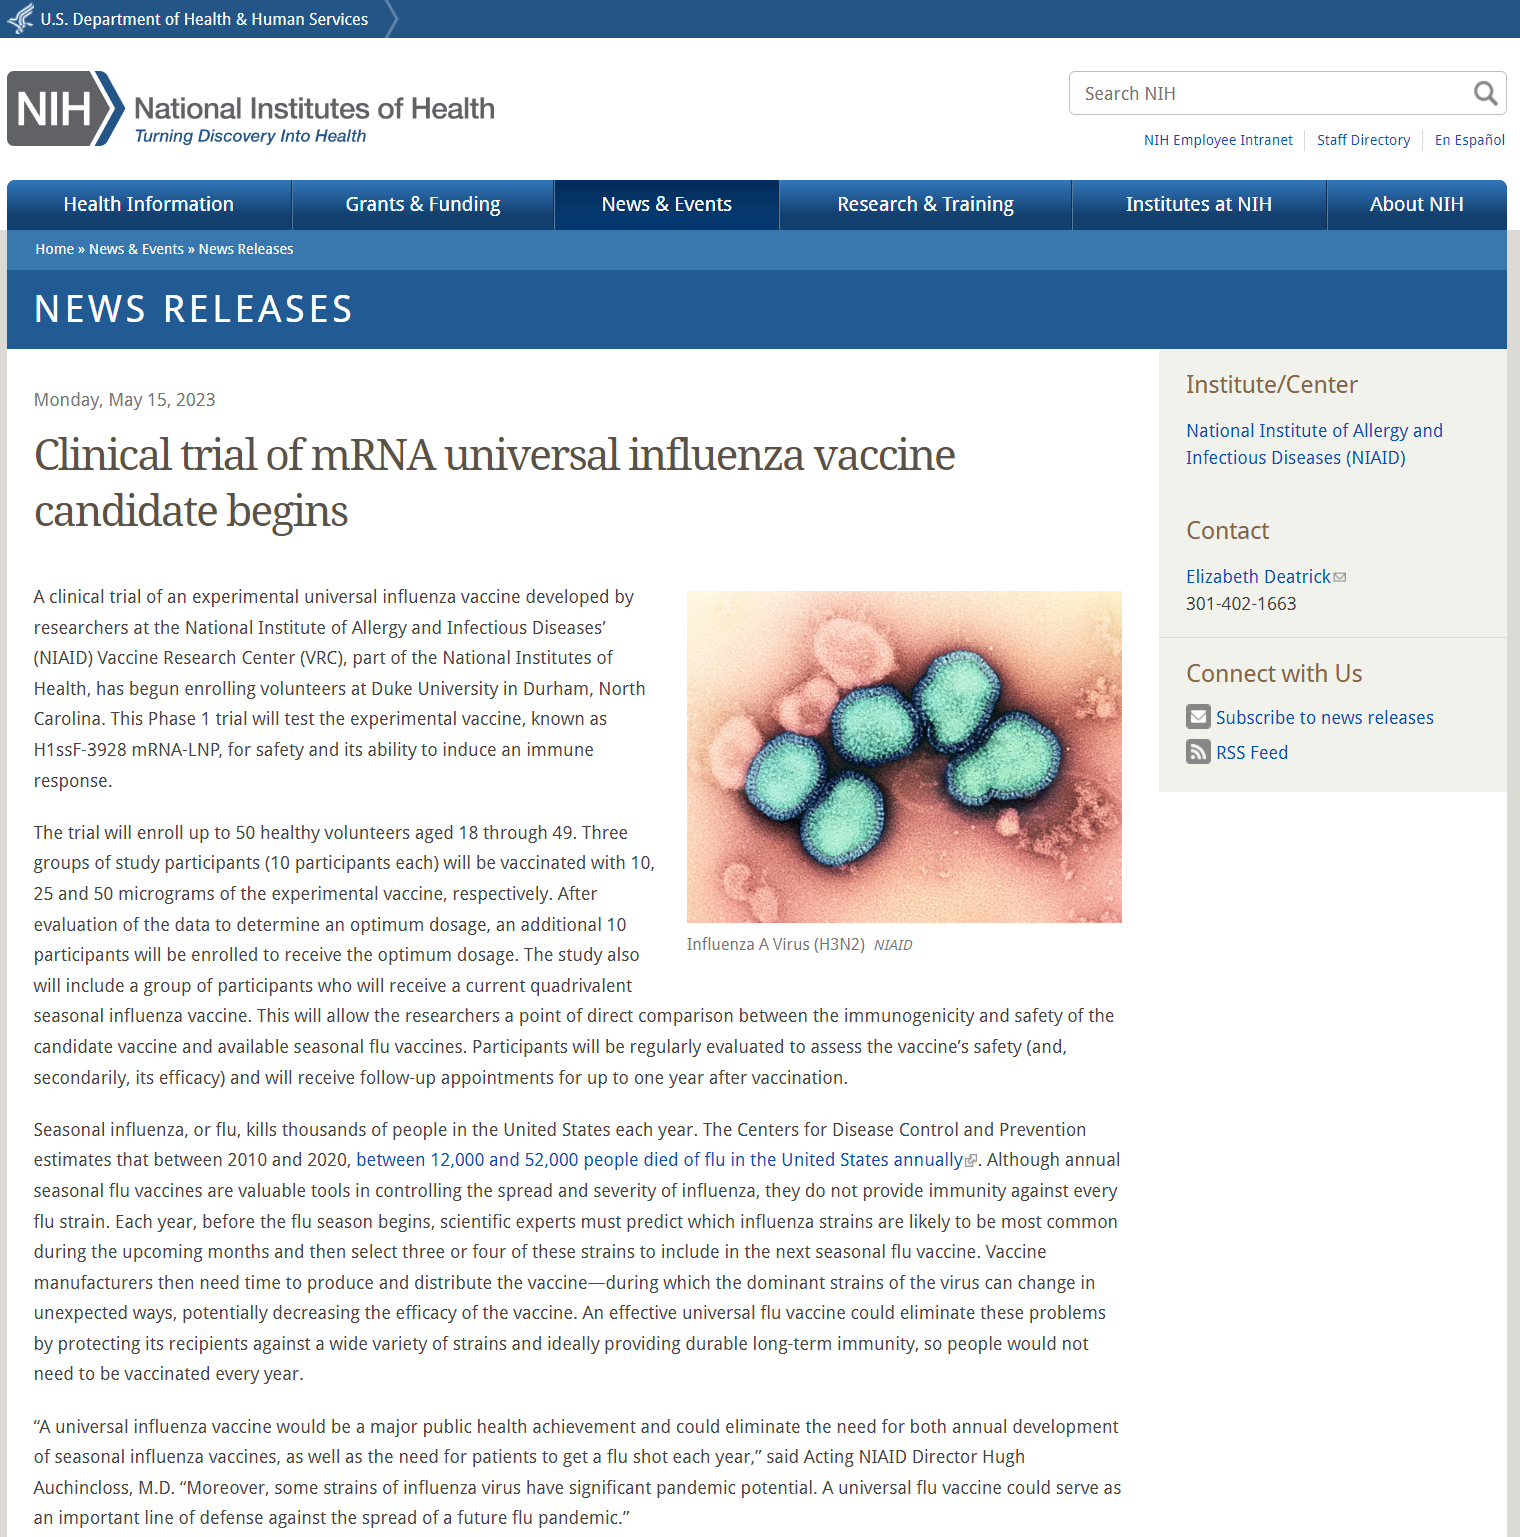 U.S. Department of Health & Human Services
NIH
National Institutes of Health
Turning Discovery Into Health
Search NIH
NIH Employee Intranet
Staff Directory
En Español
Health Information
Grants & Funding
News & Events
Research & Training
Institutes at NIH
About NIH
Home » News & Events » News Releases
NEWS RELEASES
Monday, May 15, 2023
Clinical trial of mRNA universal influenza vaccine
candidate begins
A clinical trial of an experimental universal influenza vaccine developed by
researchers at the National Institute of Allergy and Infectious Diseases’
(NIAID) Vaccine Research Center (VRC), part of the National Institutes of
Health, has begun enrolling volunteers at Duke University in Durham, North
Carolina. This Phase 1 trial will test the experimental vaccine, known as
H1ssF-3928 mRNA-LNP, for safety and its ability to induce an immune
response.
The trial will enroll up to 50 healthy volunteers aged 18 through 49. Three
groups of study participants (10 participants each) will be vaccinated with 10,
25 and 50 micrograms of the experimental vaccine, respectively. After
evaluation of the data to determine an optimum dosage, an additional 10
participants will be enrolled to receive the optimum dosage. The study also
will include a group of participants who will receive a current quadrivalent
seasonal influenza vaccine. This will allow the researchers a point of direct comparison between the immunogenicity and safety of the
candidate vaccine and available seasonal flu vaccines. Participants will be regularly evaluated to assess the vaccine’s safety (and,
secondarily, its efficacy) and will receive follow-up appointments for up to one year after vaccination.
Influenza A Virus (H3N2) NIAID
Seasonal influenza, or flu, kills thousands of people in the United States each year. The Centers for Disease Control and Prevention
estimates that between 2010 and 2020, between 12,000 and 52,000 people died of flu in the United States annually. Although annual
seasonal flu vaccines are valuable tools in controlling the spread and severity of influenza, they do not provide immunity against every
flu strain. Each year, before the flu season begins, scientific experts must predict which influenza strains are likely to be most common
during the upcoming months and then select three or four of these strains to include in the next seasonal flu vaccine. Vaccine
manufacturers then need time to produce and distribute the vaccine—during which the dominant strains of the virus can change in
unexpected ways, potentially decreasing the efficacy of the vaccine. An effective universal flu vaccine could eliminate these problems
by protecting its recipients against a wide variety of strains and ideally providing durable long-term immunity, so people would not
need to be vaccinated every year.
“A universal influenza vaccine would be a major public health achievement and could eliminate the need for both annual development
of seasonal influenza vaccines, as well as the need for patients to get a flu shot each year,” said Acting NIAID Director Hugh
Auchincloss, M.D. “Moreover, some strains of influenza virus have significant pandemic potential. A universal flu vaccine could serve as
an important line of defense against the spread of a future flu pandemic.”
Institute/Center
National Institute of Allergy and
Infectious Diseases (NIAID)
Contact
Elizabeth Deatrick
301-402-1663
Connect with Us
Subscribe to news releases
RSS Feed